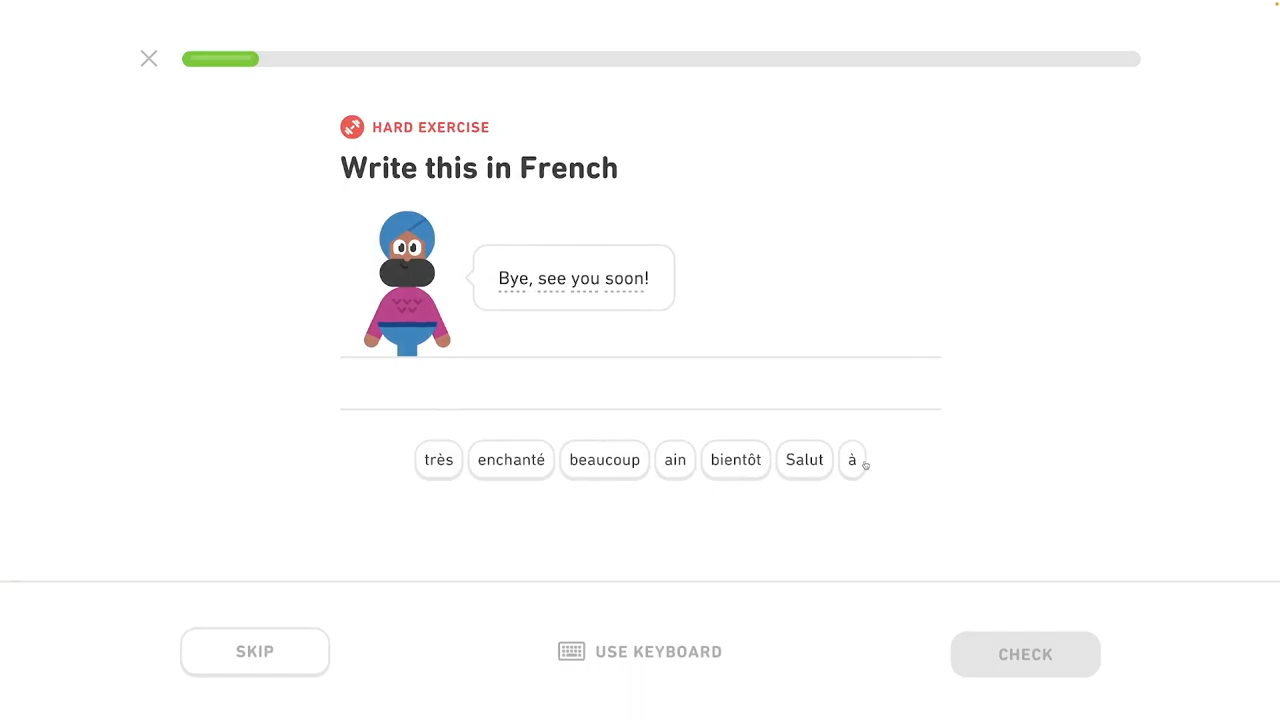 HARD EXERCISE
Write this in French
Bye, see you soon!
très enchanté beaucoup ain bientôt Salut à
SKIP USE KEYBOARD CHECK